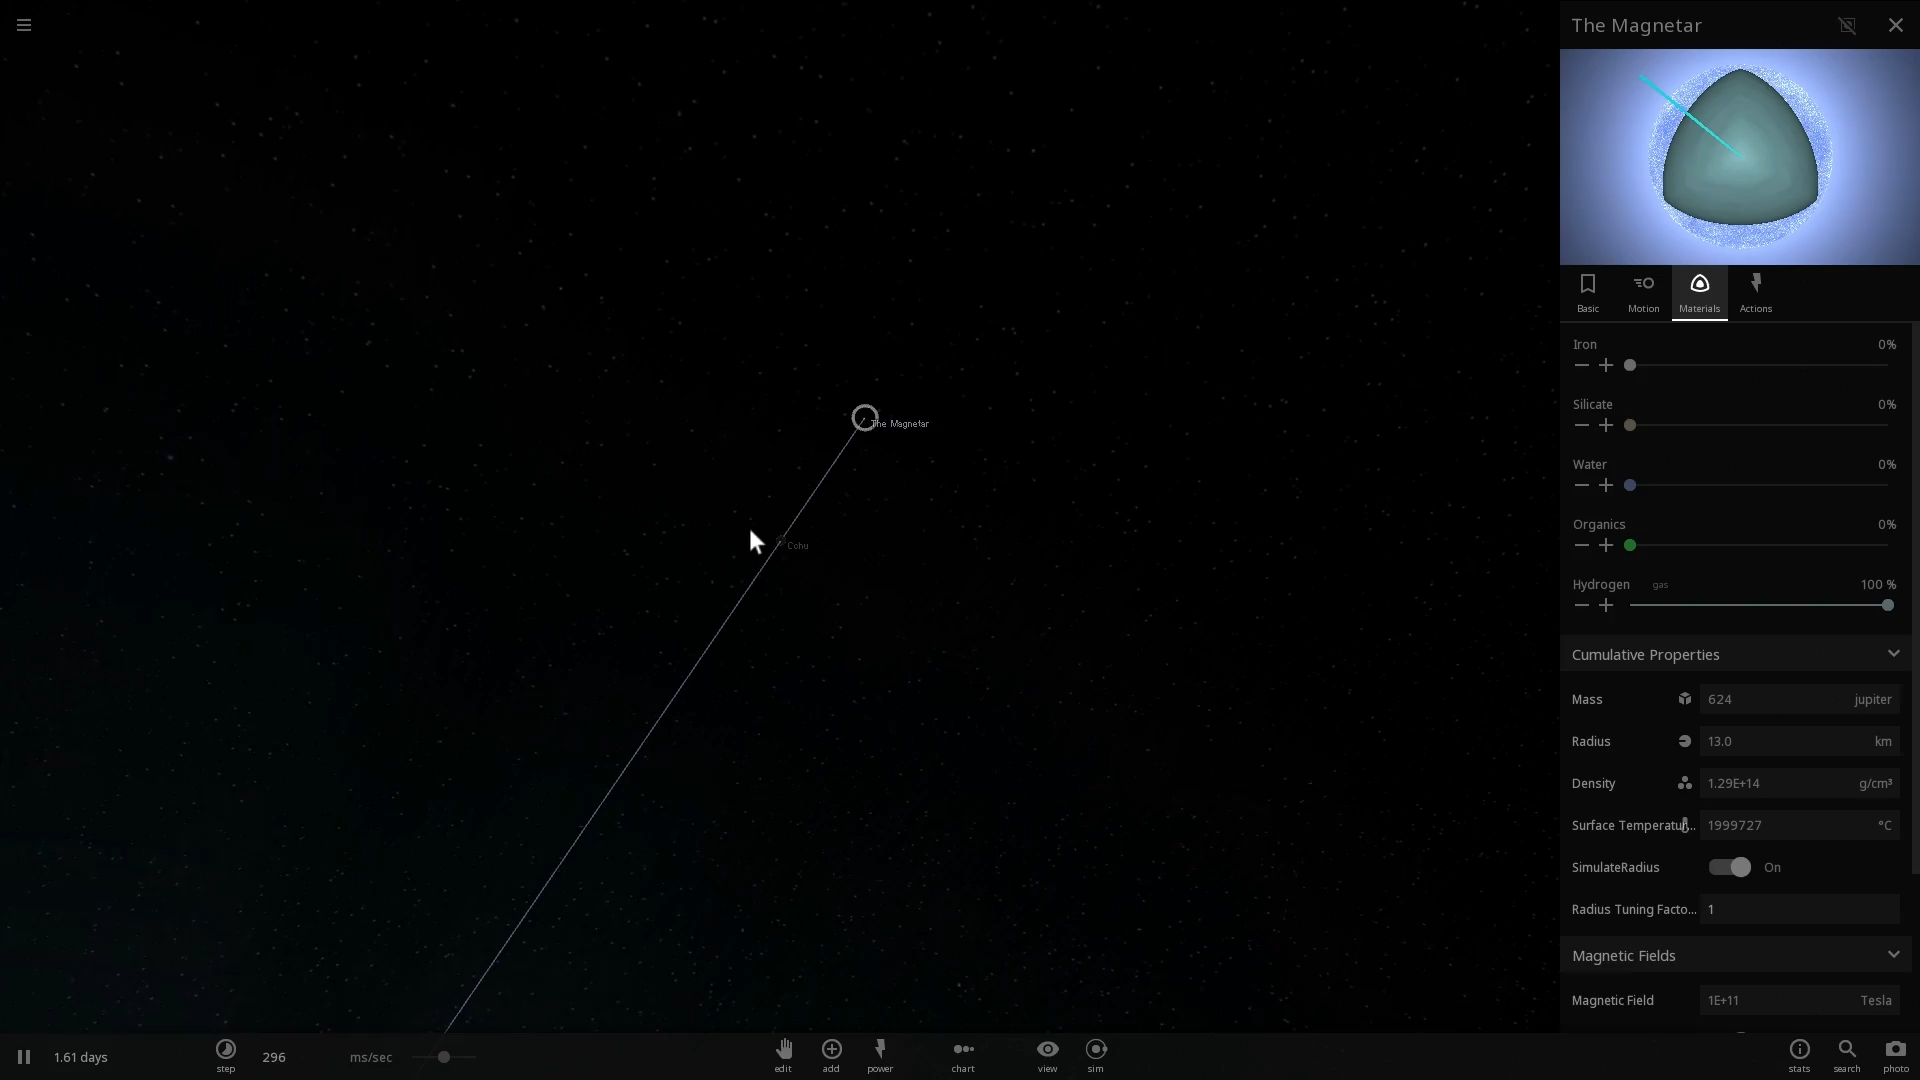 The Magnetar
Basic
Motion
Materials
Actions
Iron 0%
Silicate 0%
Water 0%
Organics 0%
Hydrogen gas 100 %
Cumulative Properties
Mass 624 jupiter
Radius 13.0 km
Density 1.29E+14 g/cm³
Surface Temperatur... 1999727 °C
SimulateRadius On
Radius Tuning Facto... 1
Magnetic Fields
Magnetic Field 1E+11 Tesla
The Magnetar
1.61 days
step
296 ms/sec
edit
add
power
chart
view
sim
stats
search
photo